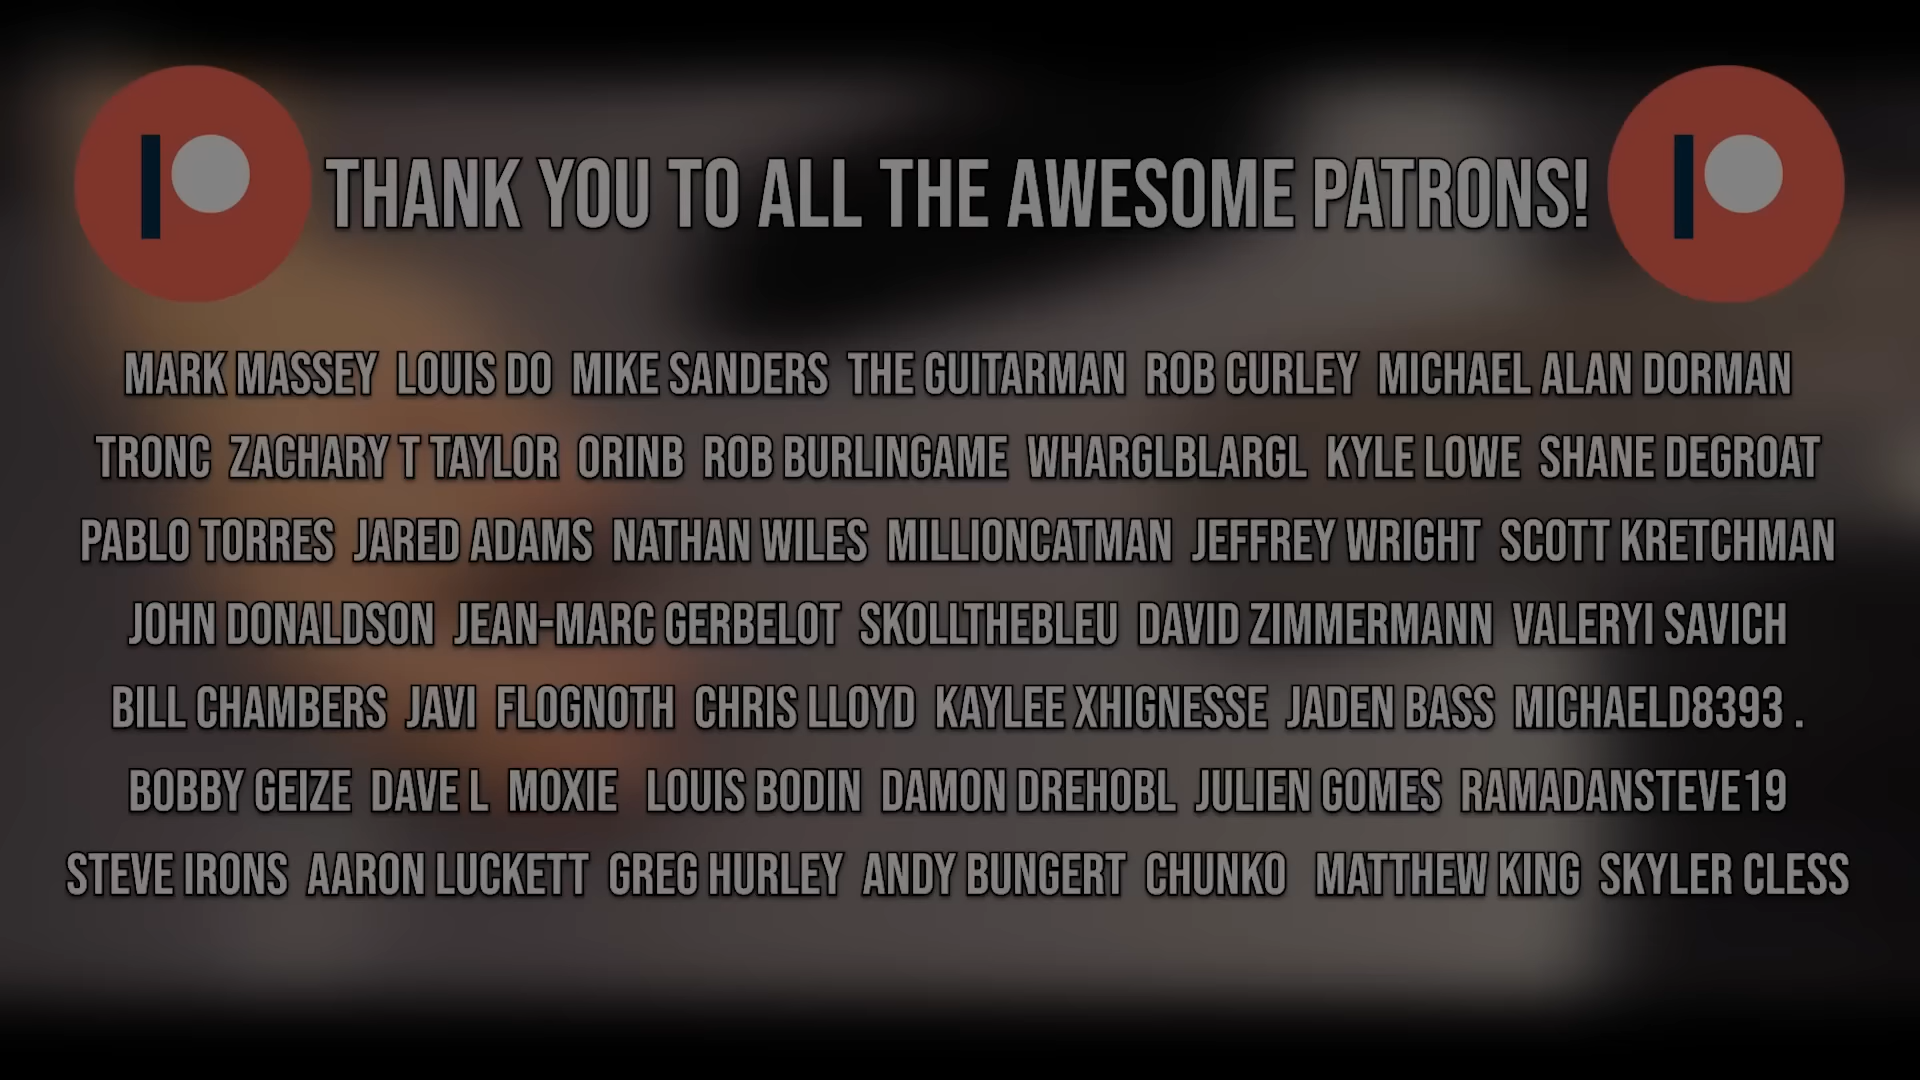 THANK YOU TO ALL THE AWESOME PATRONS!
MARK MASSEY LOUIS DO MIKE SANDERS THE GUITARMAN ROB CURLEY MICHAEL ALAN DORMAN
TRONC ZACHARY T TAYLOR ORINB ROB BURLINGAME WHARGLBLARGL KYLE LOWE SHANE DEGROAT
PABLO TORRES JARED ADAMS NATHAN WILES MILLIONCATMAN JEFFREY WRIGHT SCOTT KRETCHMAN
JOHN DONALDSON JEAN-MARC GERBELOT SKOLLTHEBLEU DAVID ZIMMERMANN VALERYI SAVICH
BILL CHAMBERS JAVI FLOGNOTH CHRIS LLOYD KAYLEE XHIGNESSE JADEN BASS MICHAELD8393 .
BOBBY GEIZE DAVE L MOXIE LOUIS BODIN DAMON DREHOBL JULIEN GOMES RAMADANSTEVE19
STEVE IRONS AARON LUCKETT GREG HURLEY ANDY BUNGERT CHUNKO MATTHEW KING SKYLER CLESS